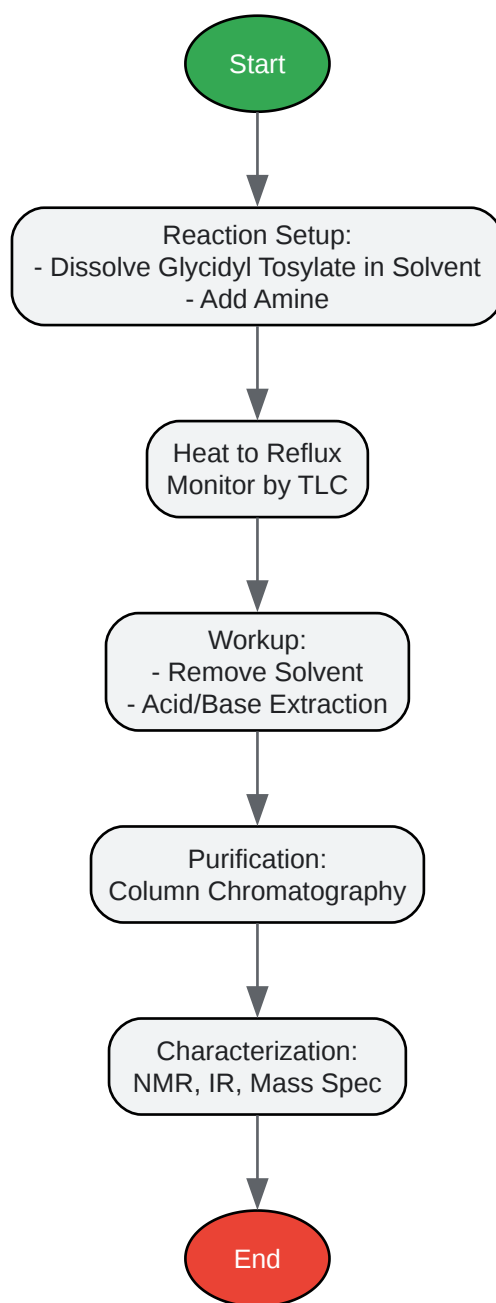 Start
Reaction Setup:
- Dissolve Glycidyl Tosylate in Solvent
- Add Amine
Heat to Reflux
Monitor by TLC
Workup:
- Remove Solvent
- Acid/Base Extraction
Purification:
Column Chromatography
Characterization:
NMR, IR, Mass Spec
End